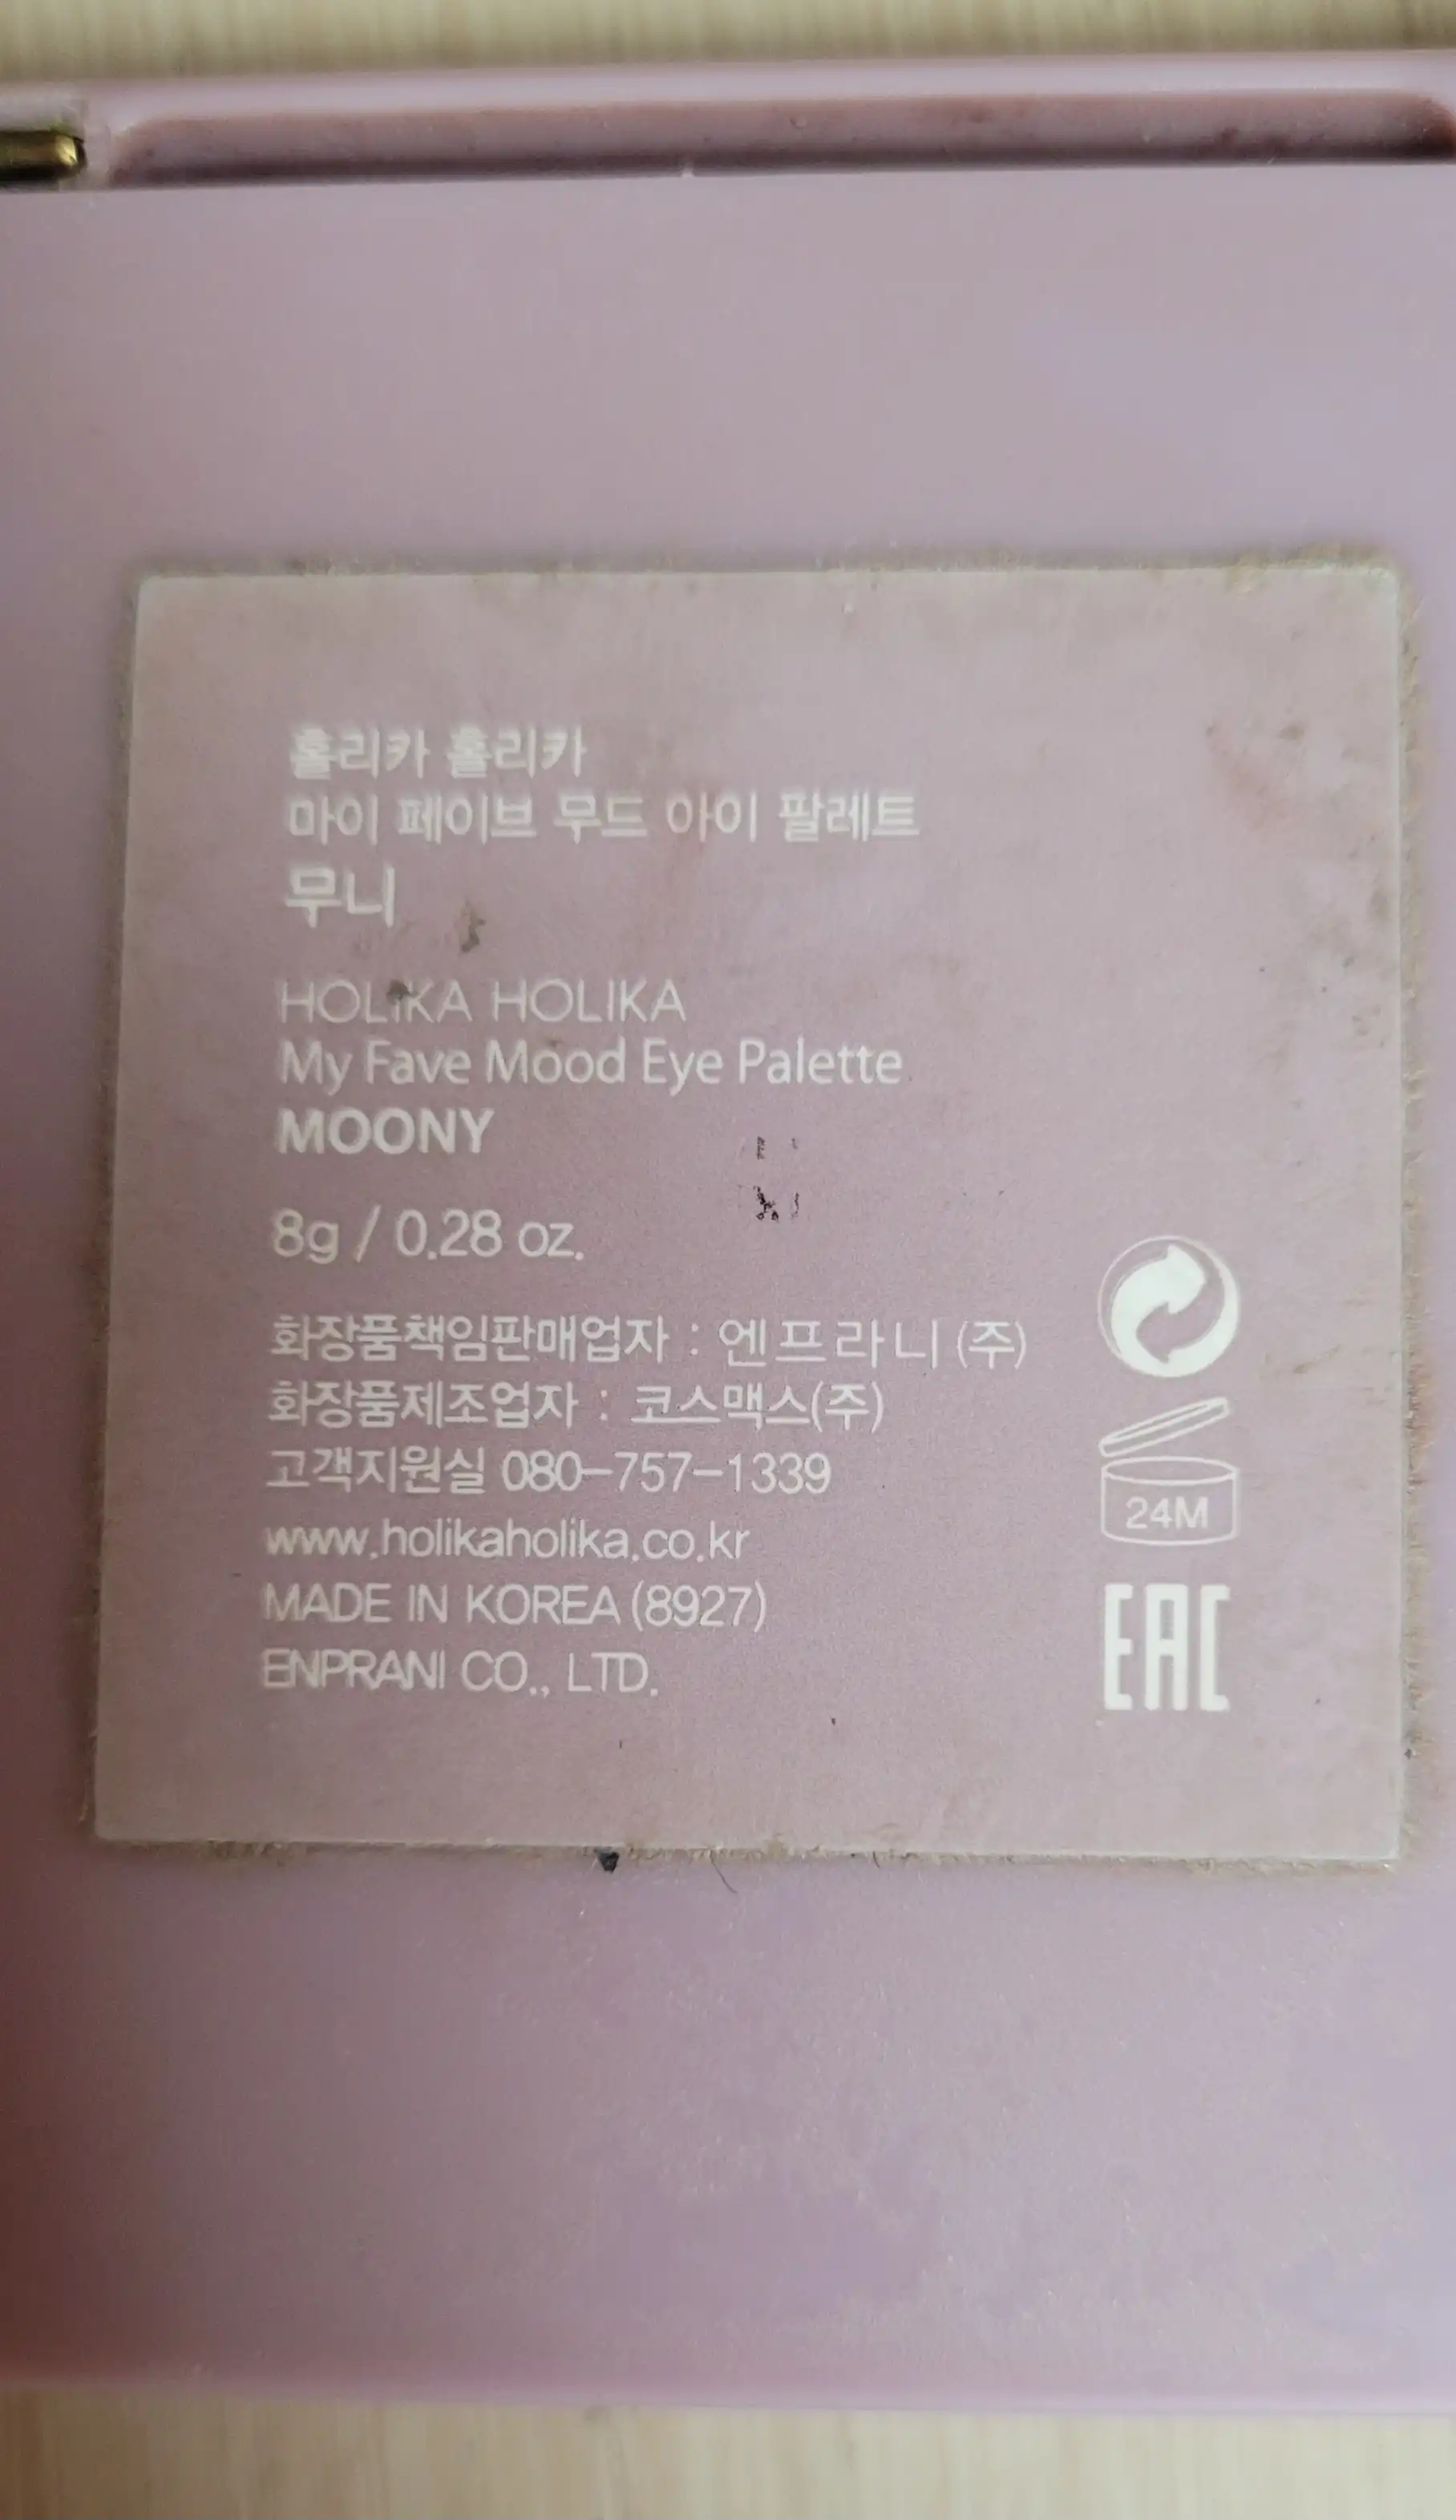 홀리카 홀리카
마이 페이브 무드 아이 팔레트
무니
HOLIKA HOLIKA
My Fave Mood Eye Palette
MOONY
8g / 0.28 oz.
화장품책임판매업자 : 엔프라니 (주)
화장품제조업자 : 코스맥스(주)
고객지원실 080-757-1339
www.holikaholika.co.kr
MADE IN KOREA (8927)
ENPRANI CO., LTD.
24M
EAC